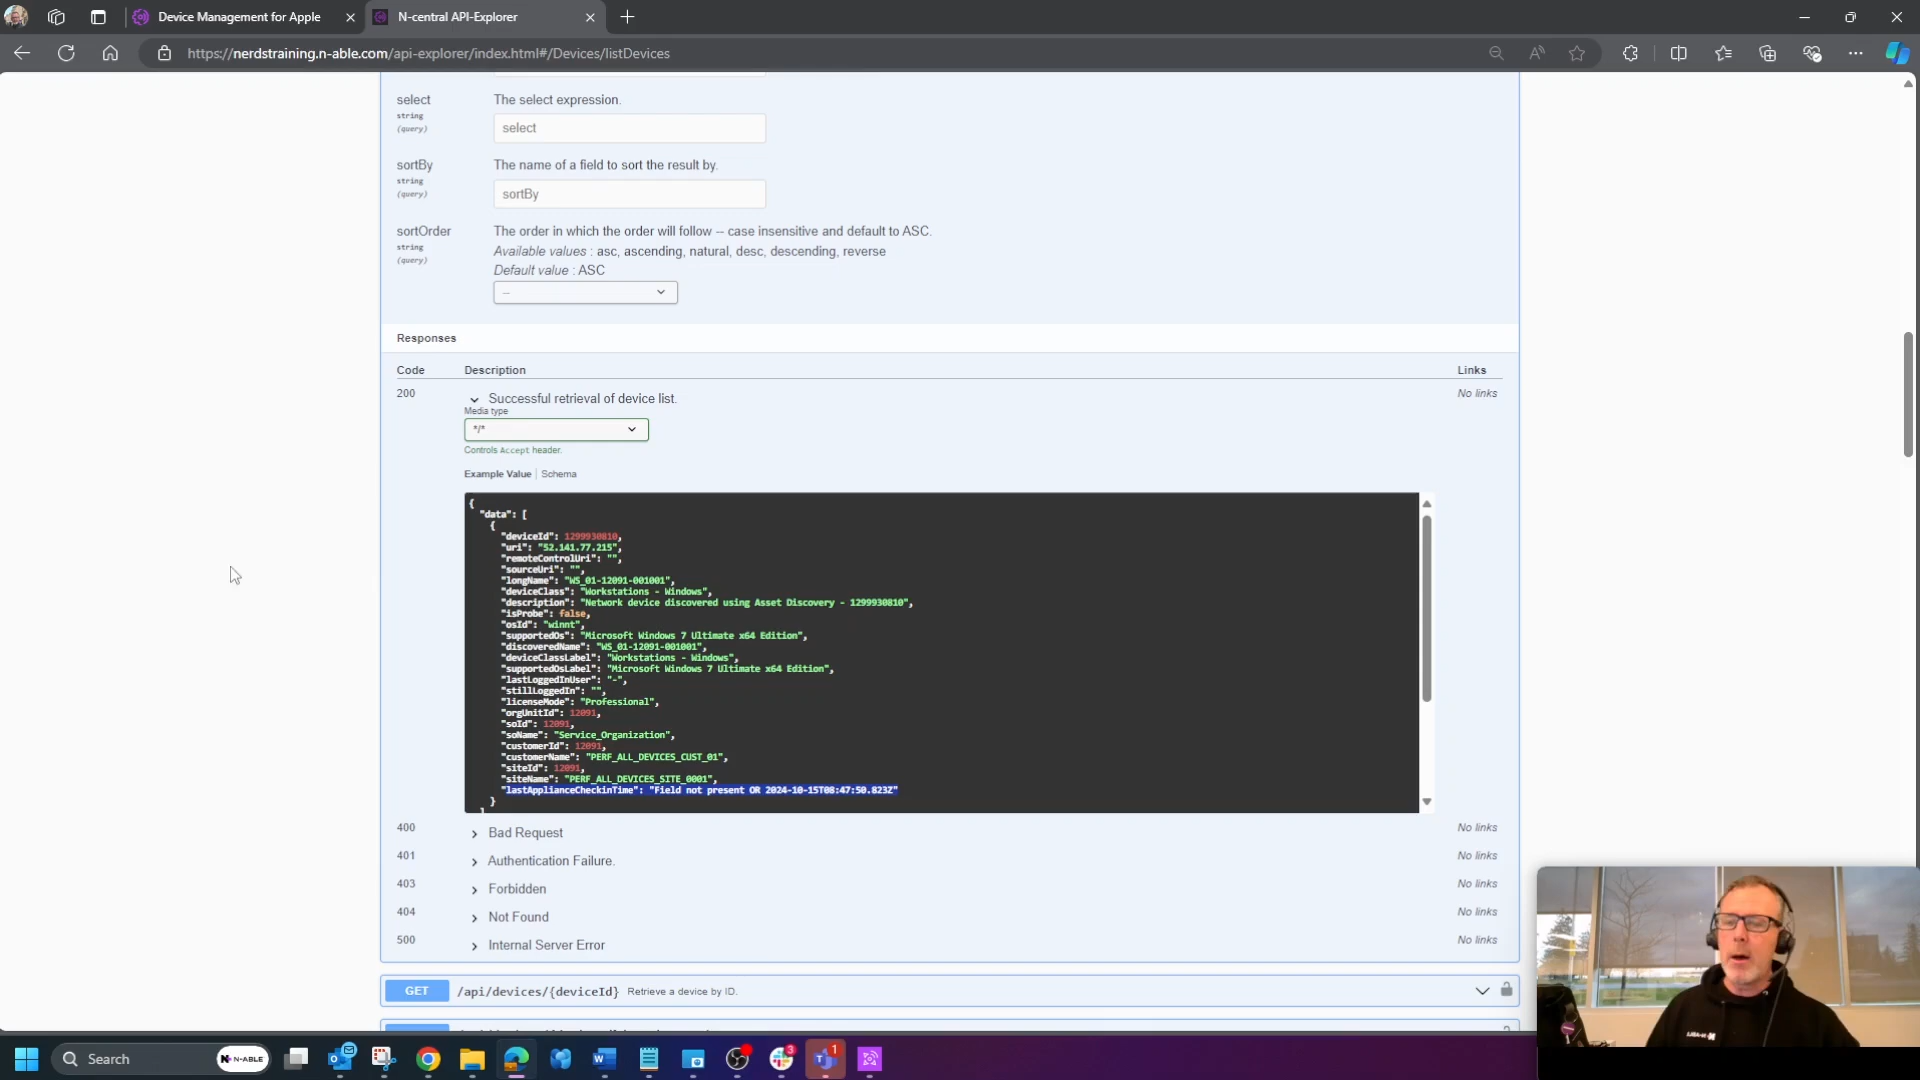 Device Management for Apple
N-central API-Explorer
https://nerdstraining.n-able.com/api-explorer/index.html#/Devices/listDevices
select
string
(query)
The select expression.
select
sortBy
string
(query)
The name of a field to sort the result by.
sortBy
sortOrder
string
(query)
The order in which the order will follow -- case insensitive and default to ASC.
Available values : asc, ascending, natural, desc, descending, reverse
Default value : ASC
--
Responses
Code Description Links
200 Successful retrieval of device list. No links
Media type
*/*
Controls Accept header.
Example Value | Schema
{
"data": [
{
"deviceId": 1299930810,
"uri": "52.141.77.215",
"remoteControlUri": "",
"sourceUri": "",
"longName": "WS_01-12091-001001",
"deviceClass": "Workstations - Windows",
"description": "Network device discovered using Asset Discovery - 1299930810",
"isProbe": false,
"osId": "winnt",
"supportedOs": "Microsoft Windows 7 Ultimate x64 Edition",
"discoveredName": "WS_01-12091-001001",
"deviceClassLabel": "Workstations - Windows",
"supportedOsLabel": "Microsoft Windows 7 Ultimate x64 Edition",
"lastLoggedInUser": "-",
"stillLoggedIn": "",
"licenseMode": "Professional",
"orgUnitId": 12091,
"soId": 12091,
"soName": "Service_Organization",
"customerId": 12091,
"customerName": "PERF_ALL_DEVICES_CUST_01",
"siteId": 12091,
"siteName": "PERF_ALL_DEVICES_SITE_0001",
"lastApplianceCheckinTime": "Field not present OR 2024-10-15T08:47:50.823Z"
}
]
400 Bad Request No links
401 Authentication Failure. No links
403 Forbidden No links
404 Not Found No links
500 Internal Server Error No links
GET /api/devices/{deviceId} Retrieve a device by ID.
Search
N-ABLE
3
1